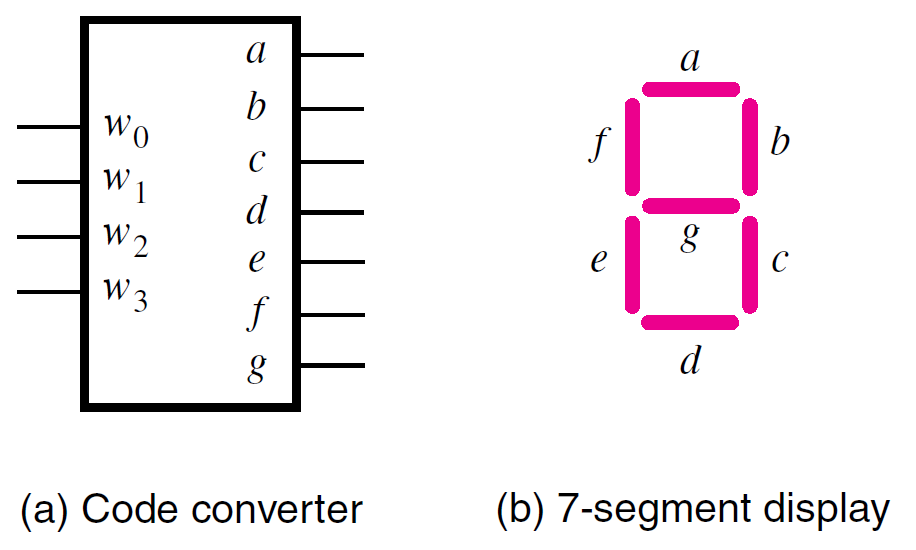 w0
w1
w2
w3
a
b
c
d
e
f
g
(a) Code converter
a
f
b
g
e
c
d
(b) 7-segment display